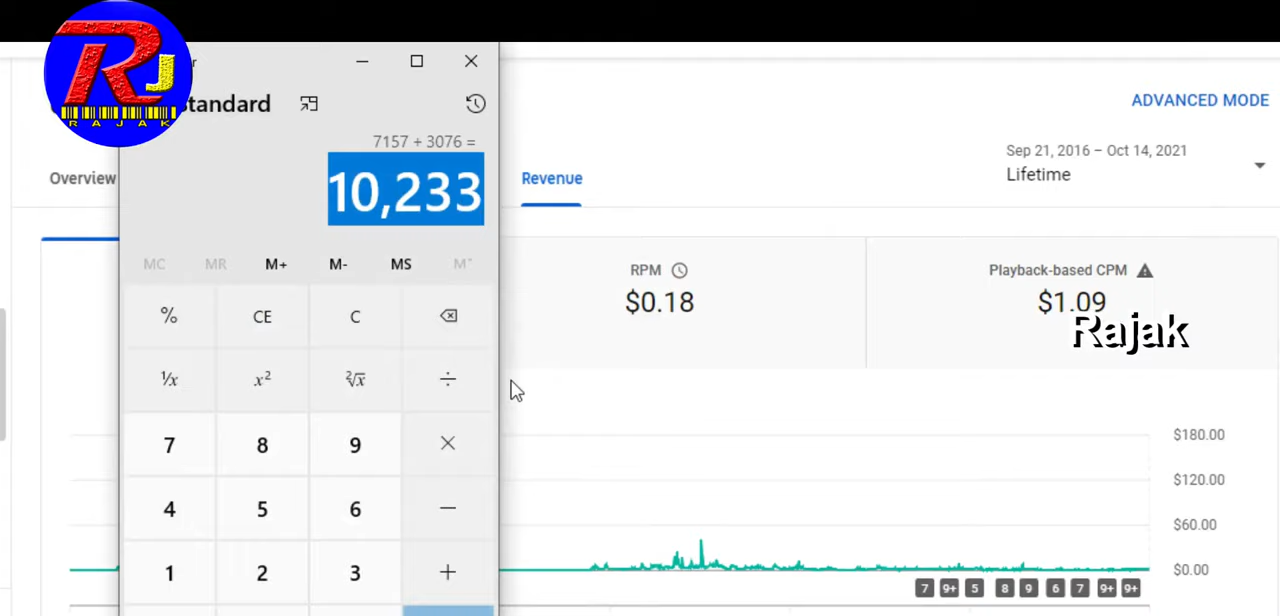 RJ
RAJAK
Standard
ADVANCED MODE
7157 + 3076 =
10,233
Sep 21, 2016 – Oct 14, 2021
Lifetime
Overview
Revenue
MC MR M+ M- MS M˅
RPM
$0.18
Playback-based CPM
$1.09
Rajak
% CE C
¹/x x² ²√x ÷
7 8 9 ×
4 5 6 −
1 2 3 +
$180.00
$120.00
$60.00
$0.00
7 9+ 5 8 9 6 7 9+ 9+